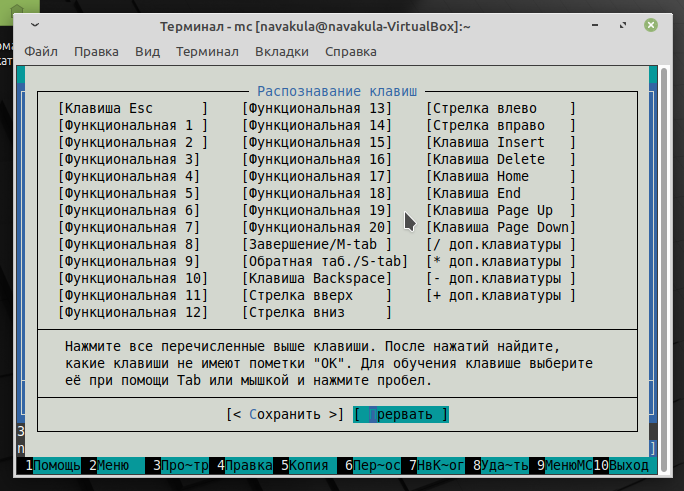 Терминал - mc [navakula@navakula-VirtualBox]:~
Файл Правка Вид Терминал Вкладки Справка
Распознавание клавиш
[Клавиша Esc ] [Функциональная 13] [Стрелка влево ]
[Функциональная 1 ] [Функциональная 14] [Стрелка вправо ]
[Функциональная 2 ] [Функциональная 15] [Клавиша Insert ]
[Функциональная 3] [Функциональная 16] [Клавиша Delete ]
[Функциональная 4] [Функциональная 17] [Клавиша Home ]
[Функциональная 5] [Функциональная 18] [Клавиша End ]
[Функциональная 6] [Функциональная 19] [Клавиша Page Up ]
[Функциональная 7] [Функциональная 20] [Клавиша Page Down]
[Функциональная 8] [Завершение/M-tab ] [/ доп.клавиатуры ]
[Функциональная 9] [Обратная таб./S-tab] [* доп.клавиатуры ]
[Функциональная 10] [Клавиша Backspace] [- доп.клавиатуры ]
[Функциональная 11] [Стрелка вверх ] [+ доп.клавиатуры ]
[Функциональная 12] [Стрелка вниз ]
Нажмите все перечисленные выше клавиши. После нажатий найдите,
какие клавиши не имеют пометки "OK". Для обучения клавише выберите
её при помощи Tab или мышкой и нажмите пробел.
[< Сохранить >] [ Прервать ]
З
n ]
1Помощь 2Меню 3Про~тр 4Правка 5Копия 6Пер~ос 7НвК~ог 8Уда~ть 9МенюMC 10Выход